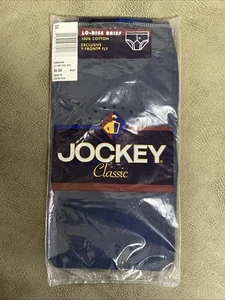 LO-RISE BRIEF
100% COTTON
EXCLUSIVE
Y-FRONT® FLY
JOCKEY
Classic